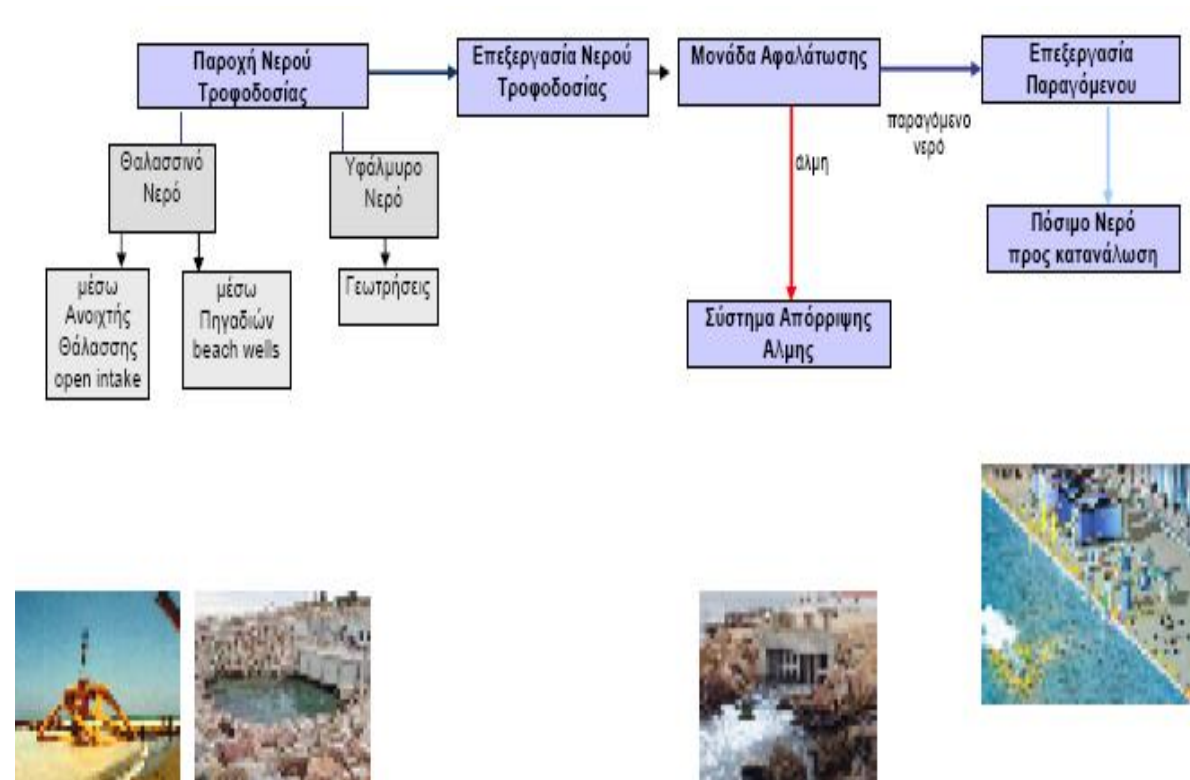 Παροχή Νερού
Τροφοδοσίας
Επεξεργασία Νερού
Τροφοδοσίας
Μονάδα Αφαλάτωσης
Επεξεργασία
Παραγόμενου
Θαλασσινό
Νερό
Υφάλμυρο
Νερό
άλμη
παραγόμενο
νερό
μέσω
Ανοιχτής
Θάλασσης
open intake
μέσω
Πηγαδιών
beach wells
Γεωτρήσεις
Σύστημα Απόρριψης
Αλμης
Πόσιμο Νερό
προς κατανάλωση